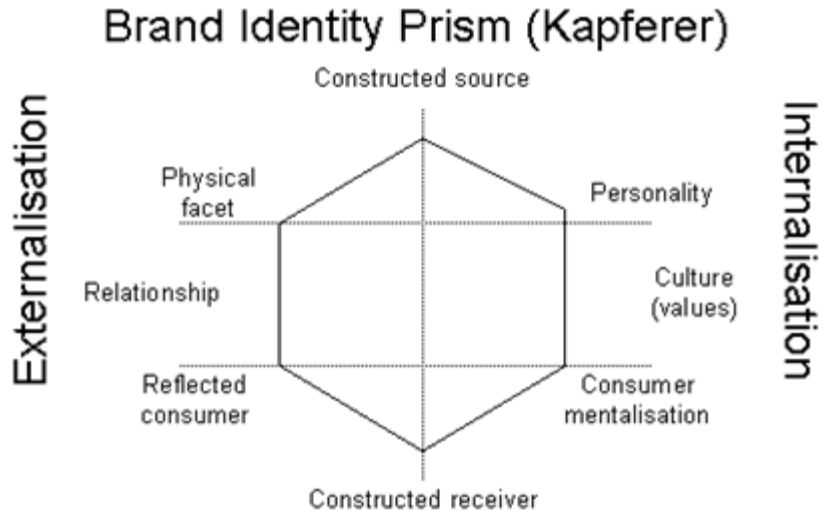 Brand Identity Prism (Kapferer)
Constructed source
Externalisation
Internalisation
Physical
facet
Personality
Relationship
Culture
(values)
Reflected
consumer
Consumer
mentalisation
Constructed receiver